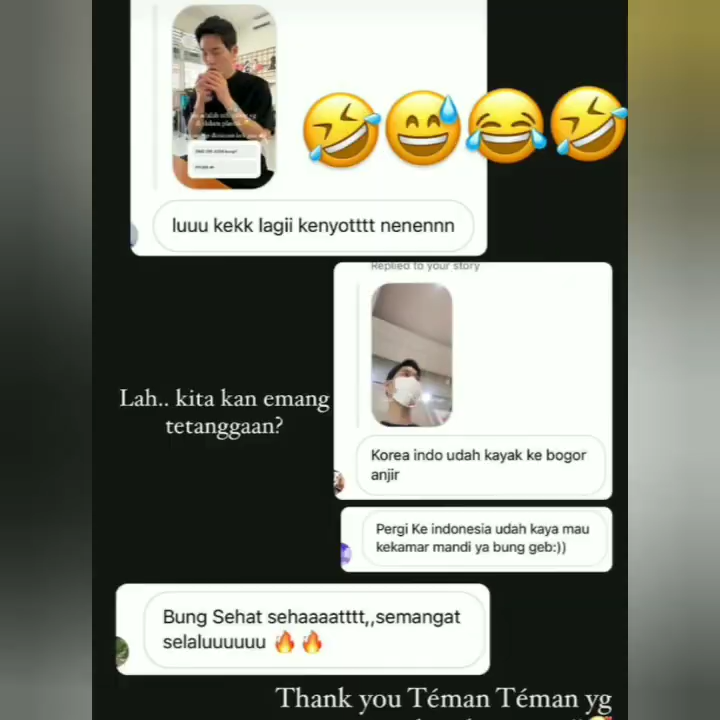 luuu kekk lagii kenyotttt nenennn
Replied to your story
Lah.. kita kan emang
tetanggaan?
Korea indo udah kayak ke bogor
anjir
Pergi Ke indonesia udah kaya mau
kekamar mandi ya bung geb:))
Bung Sehat sehaaaatttt,,semangat
selaluuuuuu 🔥 🔥
Thank you Téman Téman yg